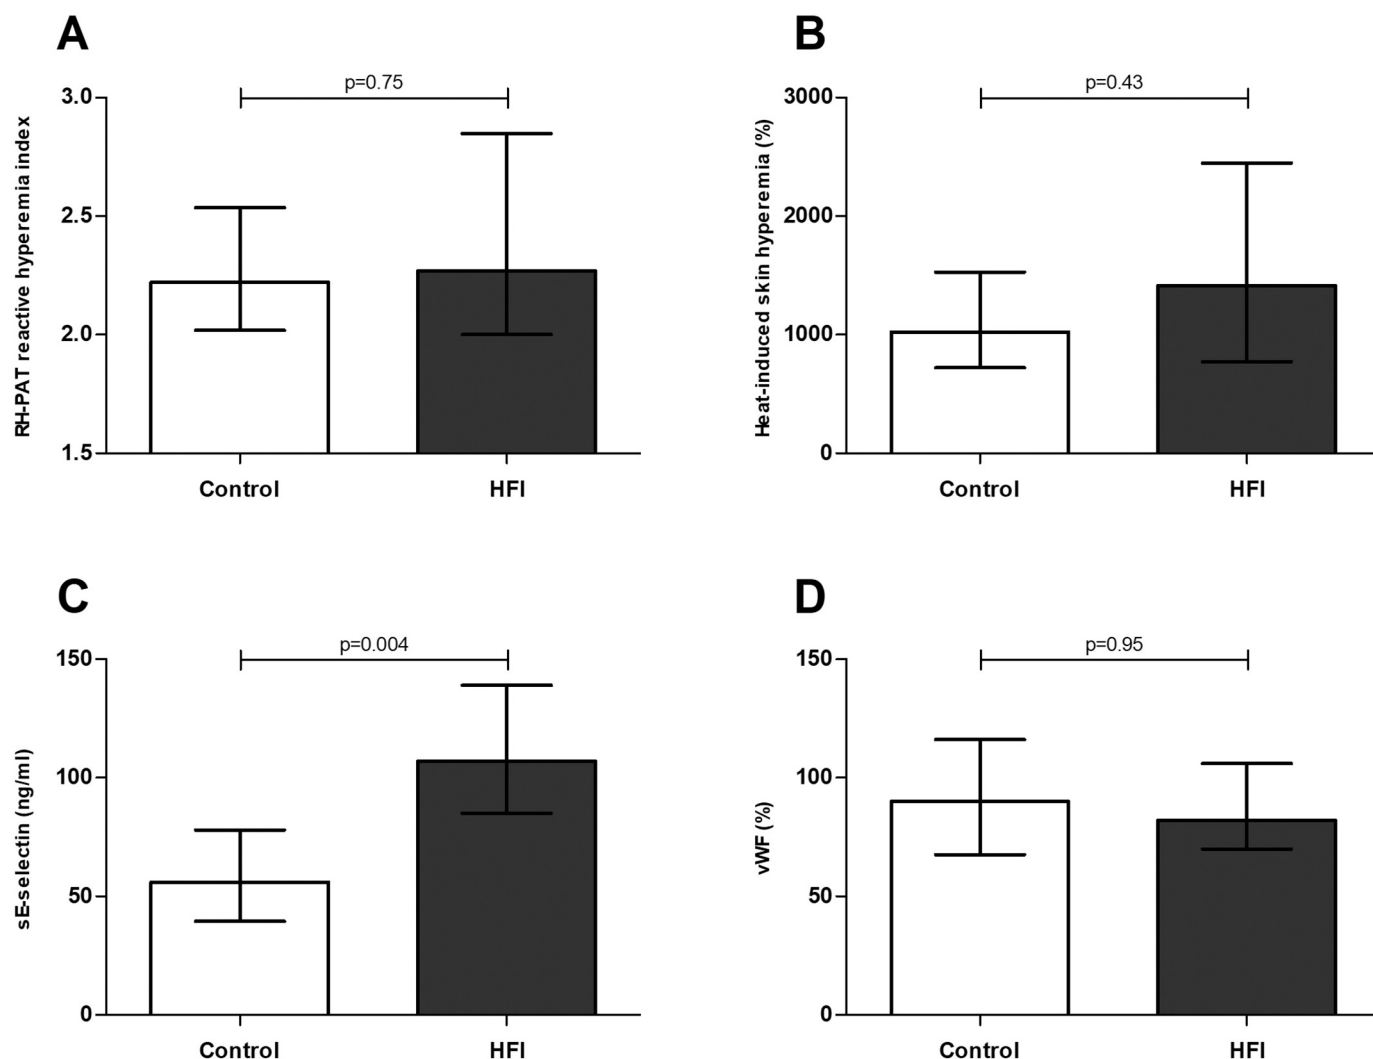 A
p=0.75
RH-PAT reactive hyperemia index
3.0
2.5
2.0
1.5
Control
HFI
B
p=0.43
Heat-induced skin hyperemia (%)
3000
2000
1000
0
Control
HFI
C
p=0.004
sE-selectin (ng/ml)
150
100
50
0
Control
HFI
D
p=0.95
vWF (%)
150
100
50
0
Control
HFI